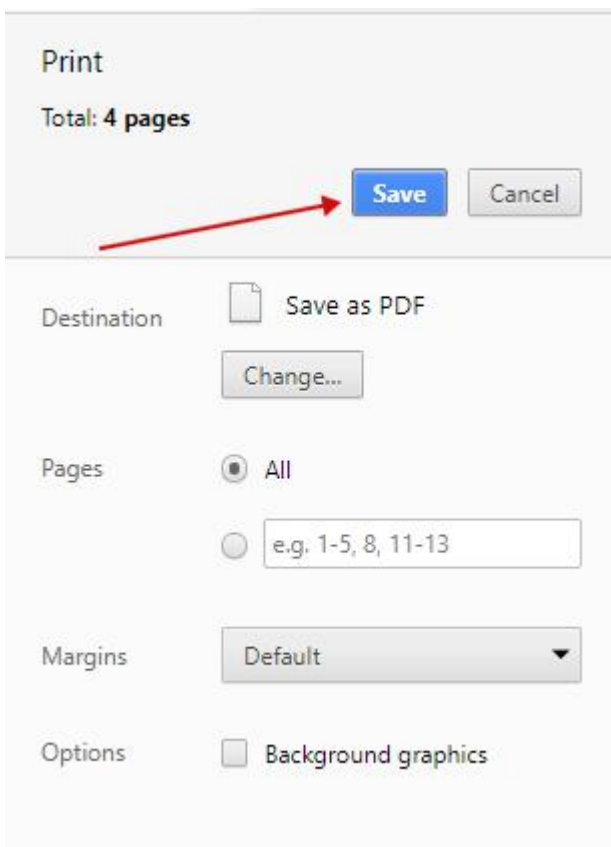 Print
Total: 4 pages
Save Cancel
Destination Save as PDF
Change...
Pages All
e.g. 1-5, 8, 11-13
Margins Default
Options Background graphics